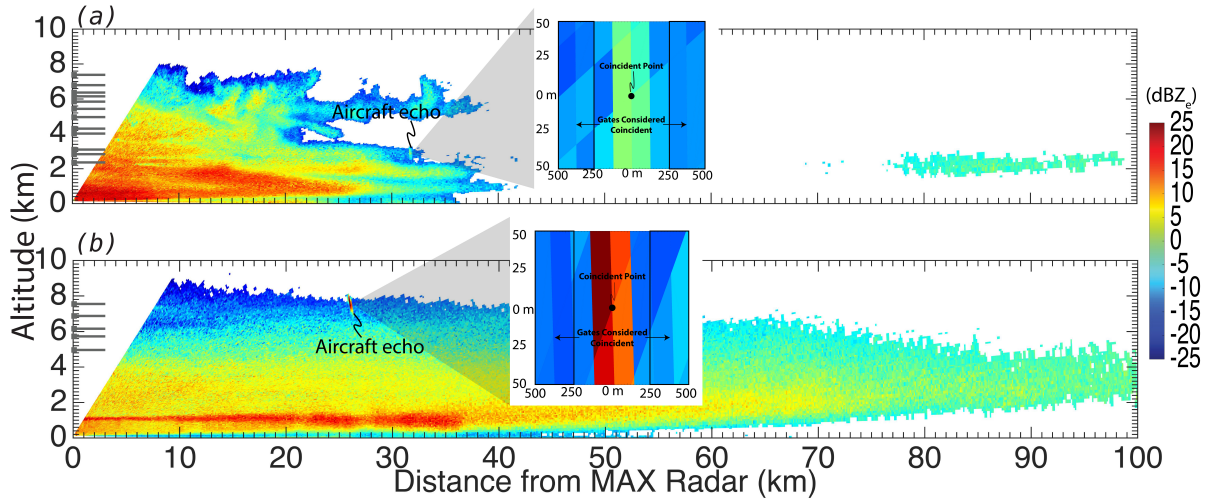 (a)
10
8
6
4
2
0
Aircraft echo
50
25
0 m
25
50
500
250
0 m
250
500
Coincident Point
Gates Considered
Coincident
(dBZe)
25
20
15
10
5
0
-5
-10
-15
-20
-25
Altitude (km)
(b)
10
8
6
4
2
0
Aircraft echo
50
25
0 m
25
50
500
250
0 m
250
500
Coincident Point
Gates Considered
Coincident
0
10
20
30
40
50
60
70
80
90
100
Distance from MAX Radar (km)